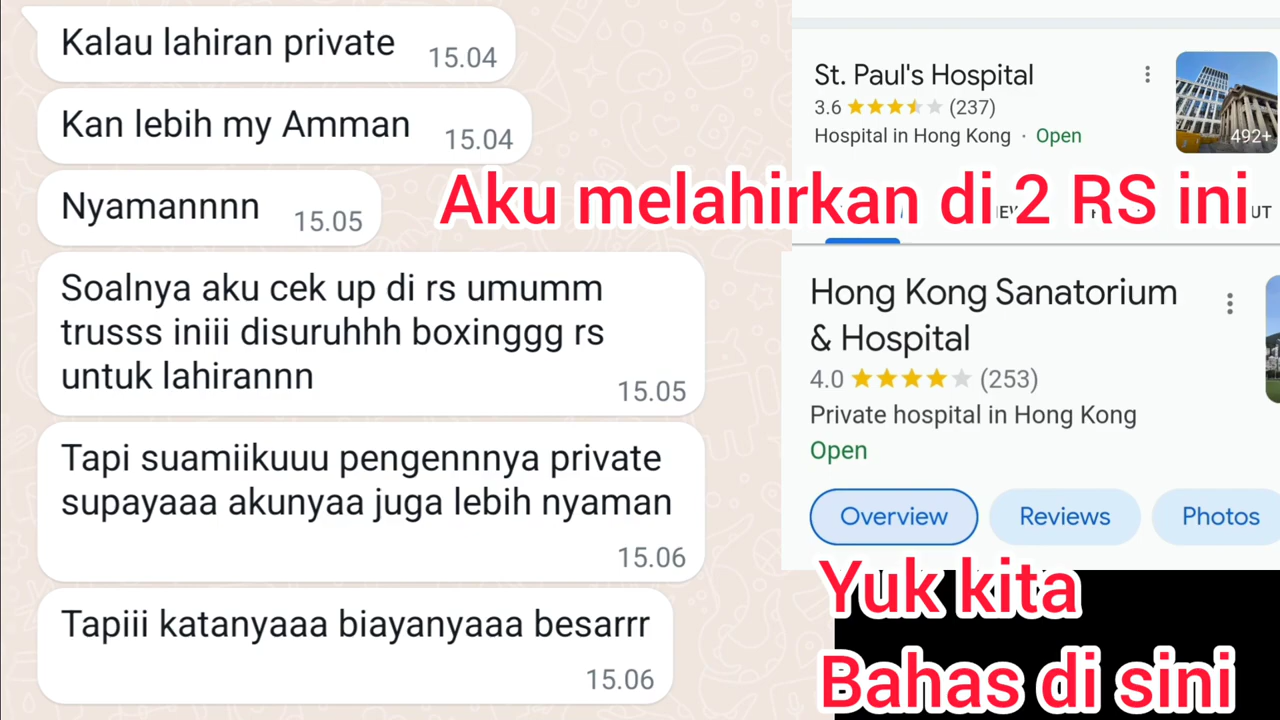 Kalau lahiran private 15.04
Kan lebih my Amman 15.04
Nyamannnn 15.05
Soalnya aku cek up di rs umumm
trusss iniii disuruhhh boxinggg rs
untuk lahirannn 15.05
Tapi suamiikuuu pengennnya private
supayaaa akunyaa juga lebih nyaman
15.06
Tapiii katanyaaa biayanyaaa besarrr
15.06
St. Paul's Hospital
3.6 (237)
Hospital in Hong Kong · Open
492+
Aku melahirkan di 2 RS ini
Hong Kong Sanatorium
& Hospital
4.0 (253)
Private hospital in Hong Kong
Open
Overview Reviews Photos
Yuk kita
Bahas di sini